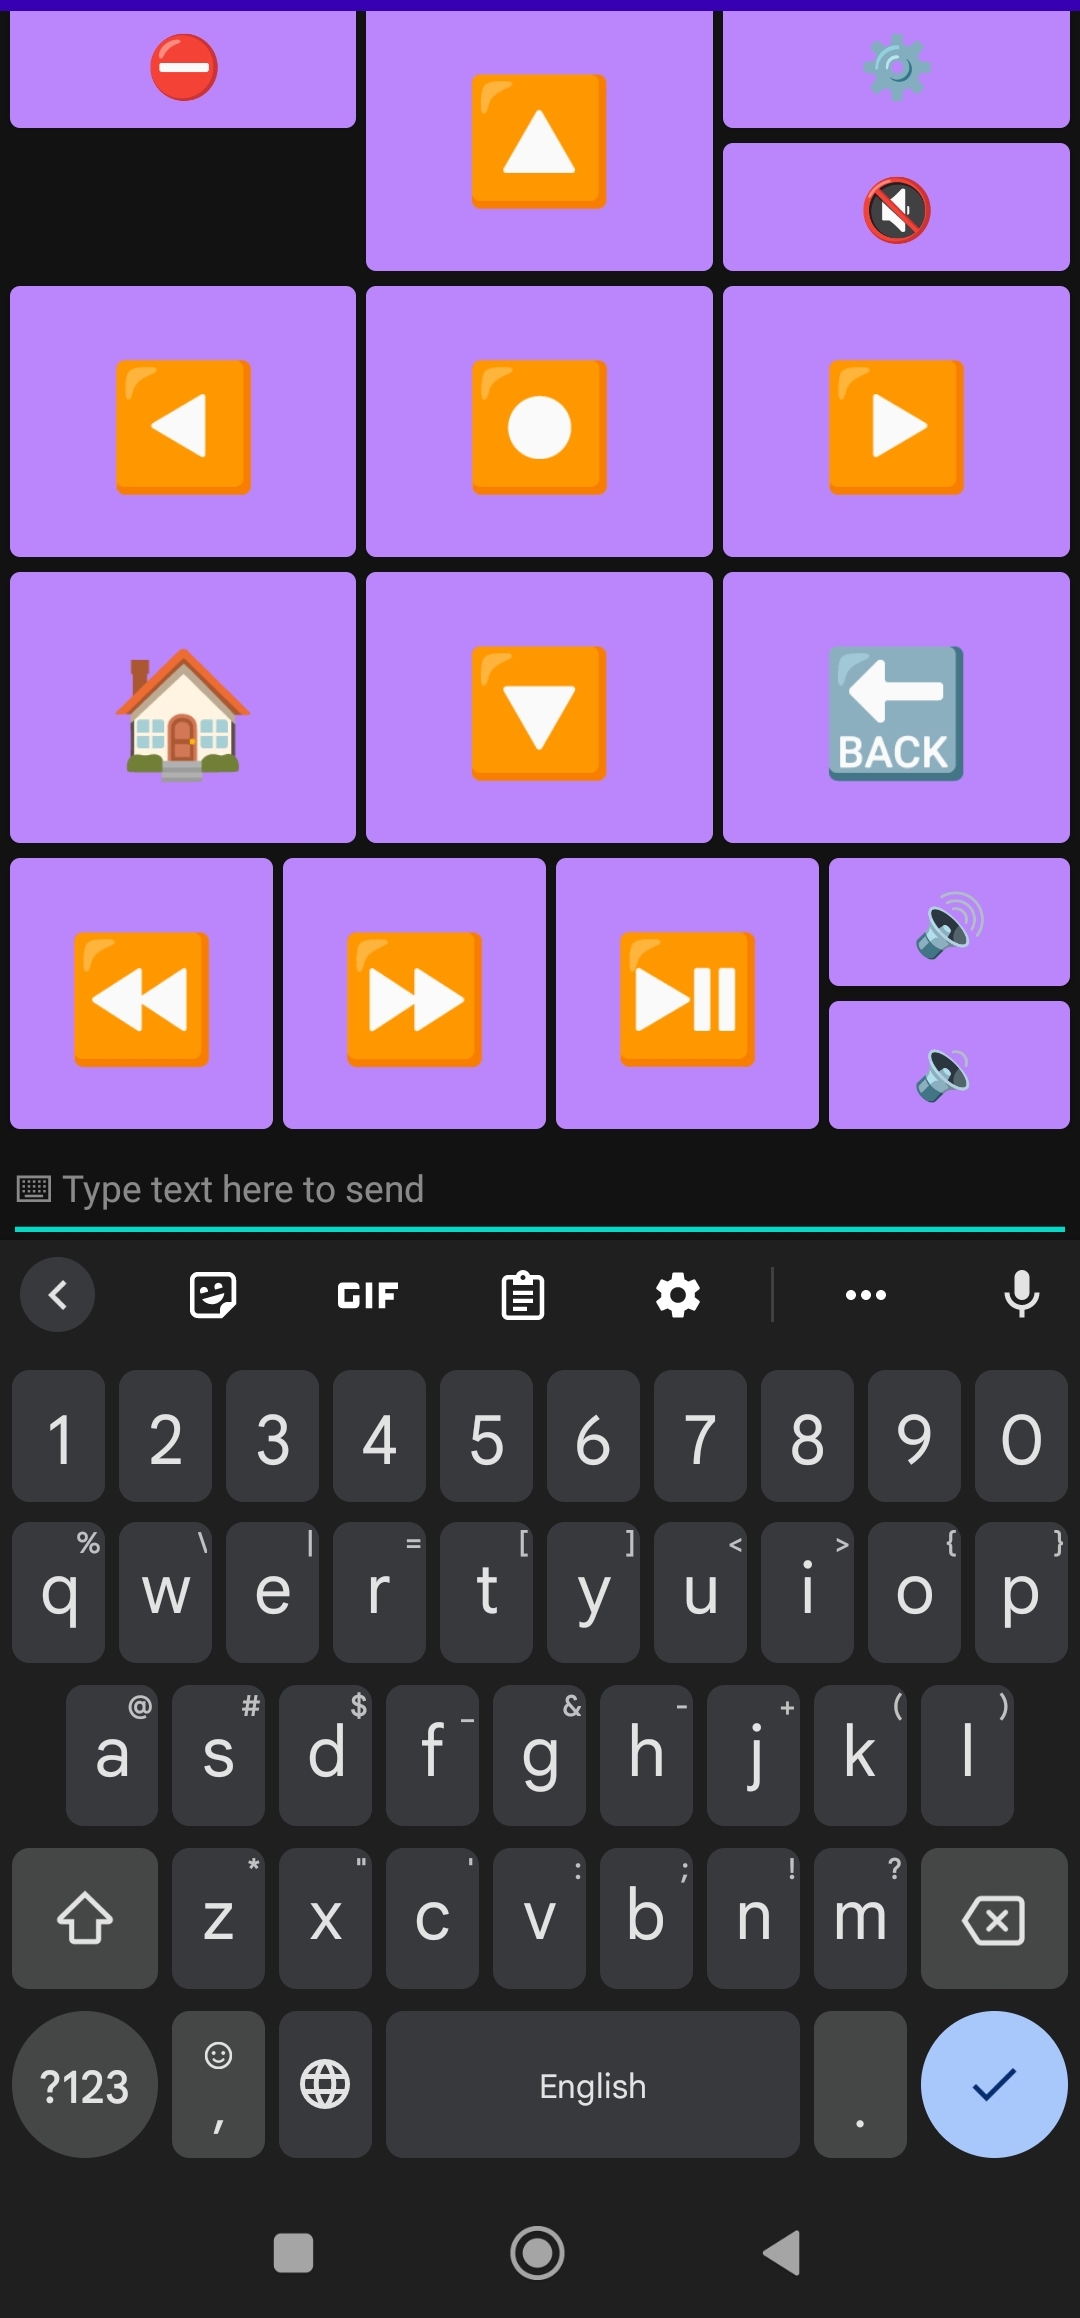 BACK
Type text here to send
GIF
1 2 3 4 5 6 7 8 9 0
% \ | = [ ] < > { }
q w e r t y u i o p
@ # $ _ & - + ( )
a s d f g h j k l
* " ' : ; ! ?
z x c v b n m
?123 , English .